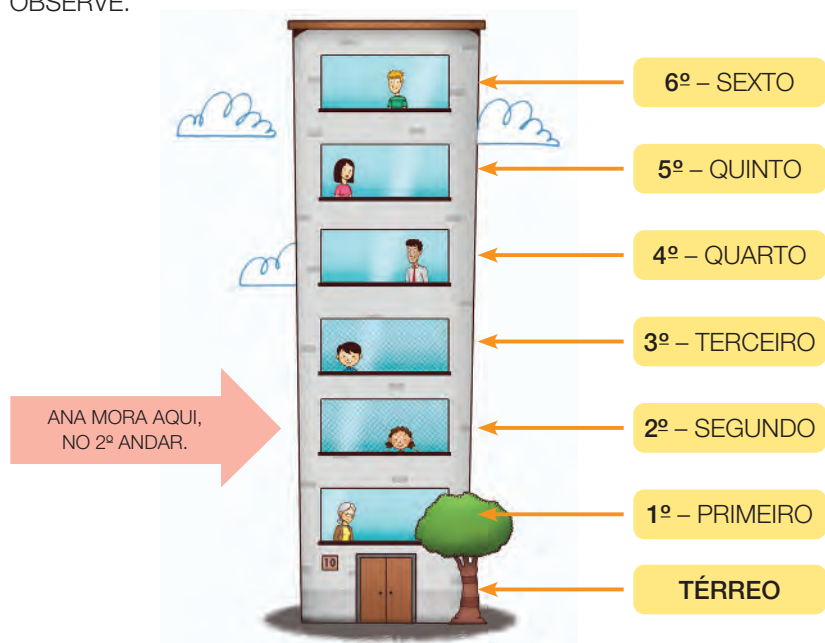 OBSERVE.
6º – SEXTO
5º – QUINTO
4º – QUARTO
3º – TERCEIRO
ANA MORA AQUI,
NO 2º ANDAR.
2º – SEGUNDO
1º – PRIMEIRO
10
TÉRREO